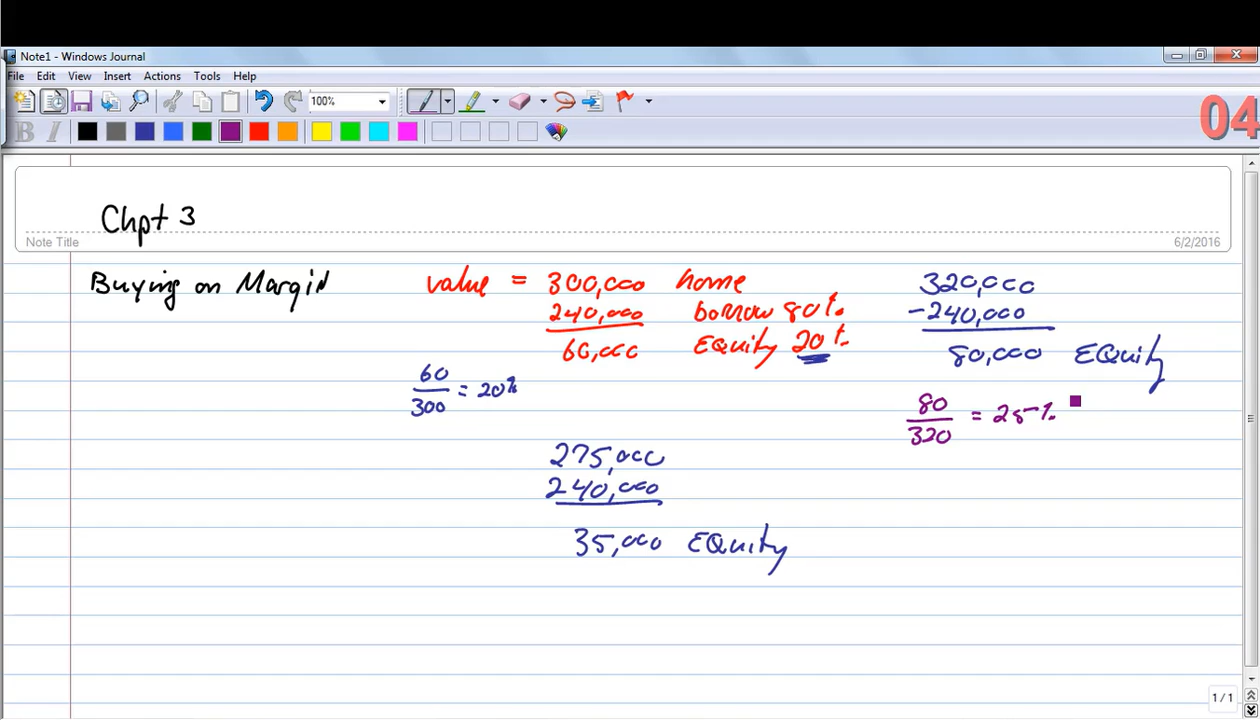 Note1 - Windows Journal
File Edit View Insert Actions Tools Help
100%
B I
04
Chpt 3
Note Title
6/2/2016
Buying on Margin
value = 300,000 home
240,000 borrow 80%
60,000 Equity 20%
60
300
= 20%
320,000
-240,000
80,000 EQuity
80
320
= 25%
275,000
240,000
35,000 EQuity
1 / 1